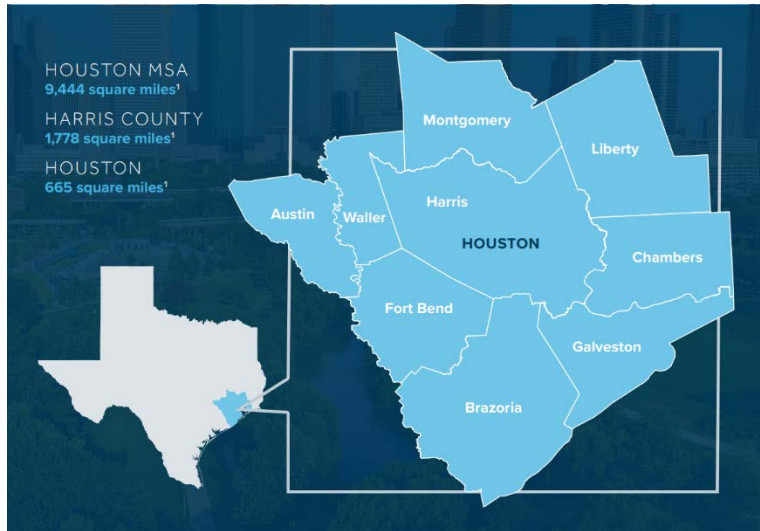 HOUSTON MSA
9,444 square miles¹
HARRIS COUNTY
1,778 square miles¹
HOUSTON
665 square miles¹
Montgomery
Liberty
Austin
Waller
Harris
HOUSTON
Chambers
Fort Bend
Galveston
Brazoria